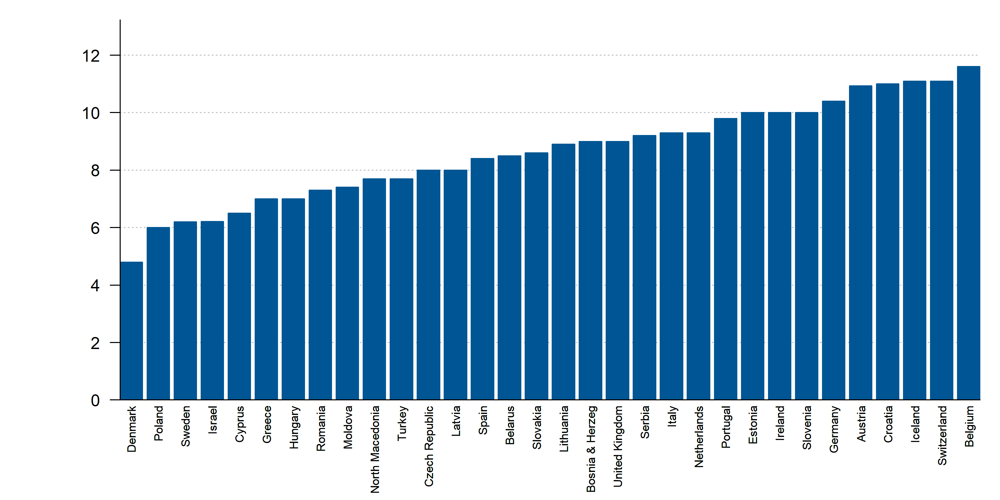 12
10
8
6
4
2
0
Denmark
Poland
Sweden
Israel
Cyprus
Greece
Hungary
Romania
Moldova
North Macedonia
Turkey
Czech Republic
Latvia
Spain
Belarus
Slovakia
Lithuania
Bosnia & Herzeg
United Kingdom
Serbia
Italy
Netherlands
Portugal
Estonia
Ireland
Slovenia
Germany
Austria
Croatia
Iceland
Switzerland
Belgium